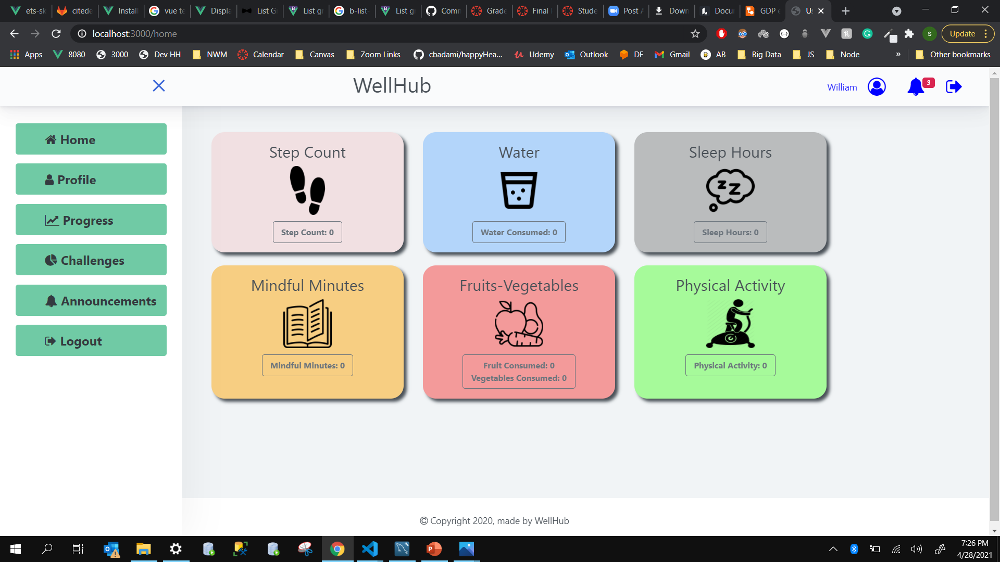 ets-sk
citede
Install
vue te
Displa
List G
List gr
b-list-
List gr
Comm
Grade
Final
Stude
Post
Down
Docu
GDP
Us
localhost:3000/home
S
Update
Apps
8080
3000
Dev HH
NWM
Calendar
Canvas
Zoom Links
cbadami/happyHea...
Udemy
Outlook
DF
Gmail
AB
Big Data
JS
Node
»
Other bookmarks
WellHub
William
3
Home
Profile
Progress
Challenges
Announcements
Logout
Step Count
Step Count: 0
Water
Water Consumed: 0
Sleep Hours
zz
Sleep Hours: 0
Mindful Minutes
Mindful Minutes: 0
Fruits-Vegetables
Fruit Consumed: 0
Vegetables Consumed: 0
Physical Activity
Physical Activity: 0
© Copyright 2020, made by WellHub
7:26 PM
4/28/2021